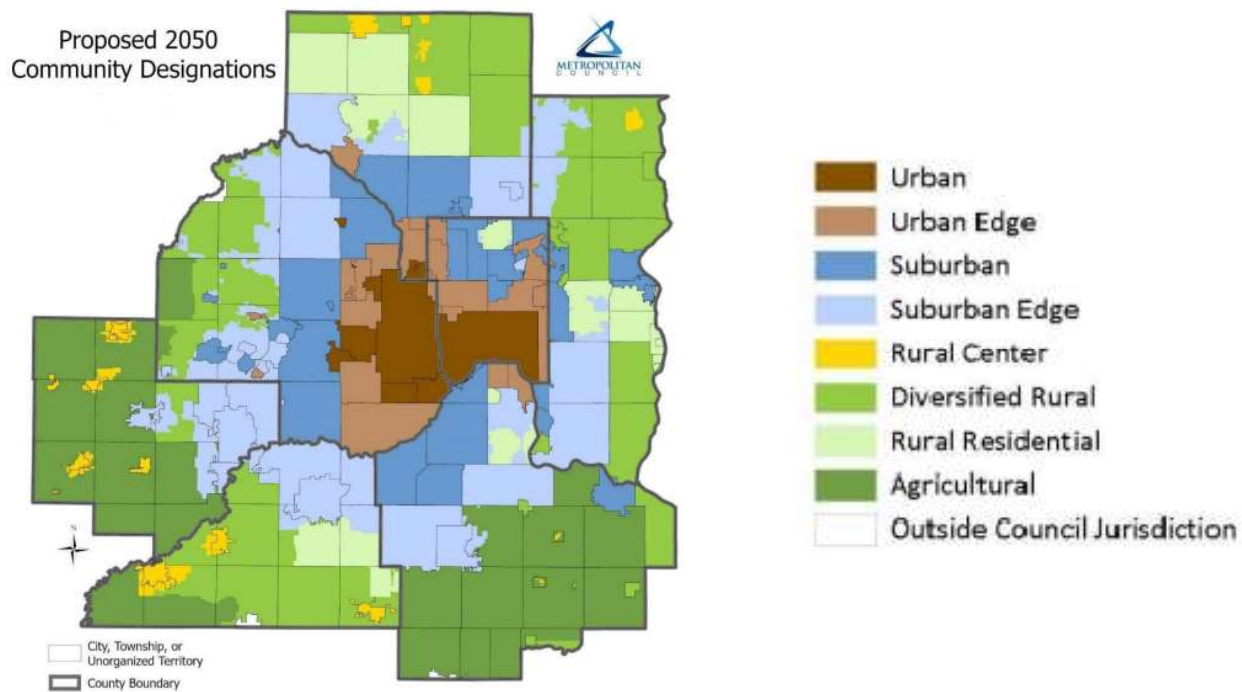 Proposed 2050
Community Designations
METROPOLITAN
COUNCIL
Urban
Urban Edge
Suburban
Suburban Edge
Rural Center
Diversified Rural
Rural Residential
Agricultural
Outside Council Jurisdiction
N
City, Township, or
Unorganized Territory
County Boundary